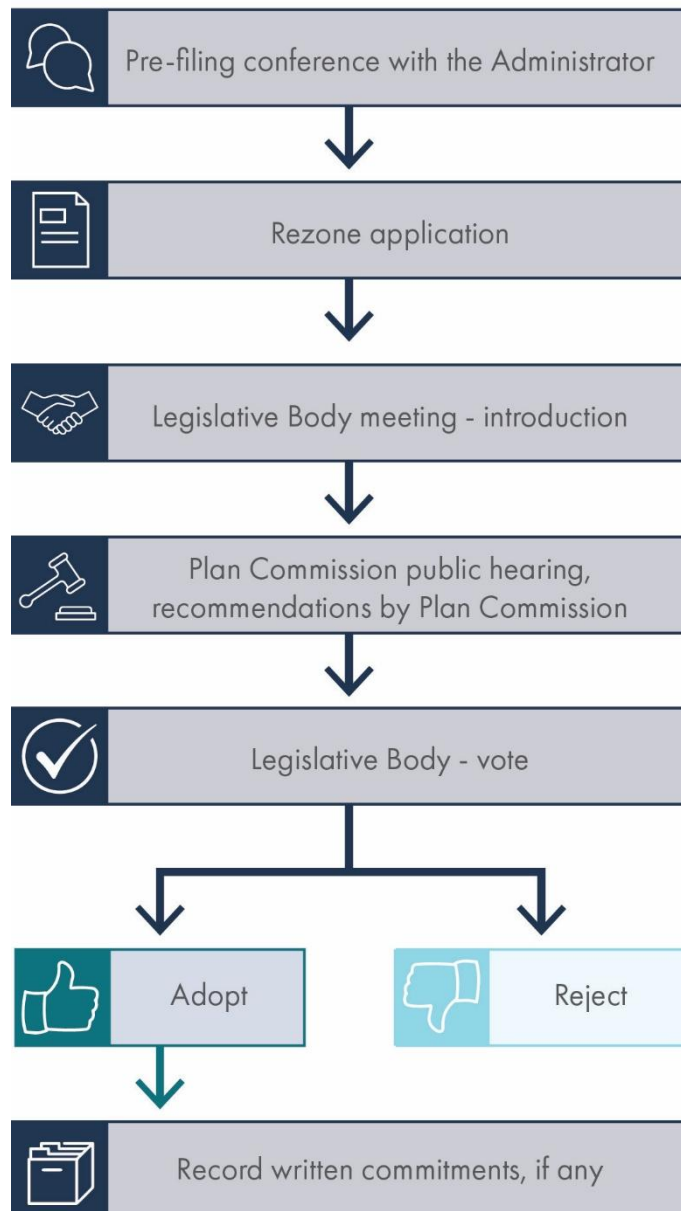 Pre-filing conference with the Administrator
Rezone application
Legislative Body meeting - introduction
Plan Commission public hearing,
recommendations by Plan Commission
Legislative Body - vote
Adopt
Reject
Record written commitments, if any